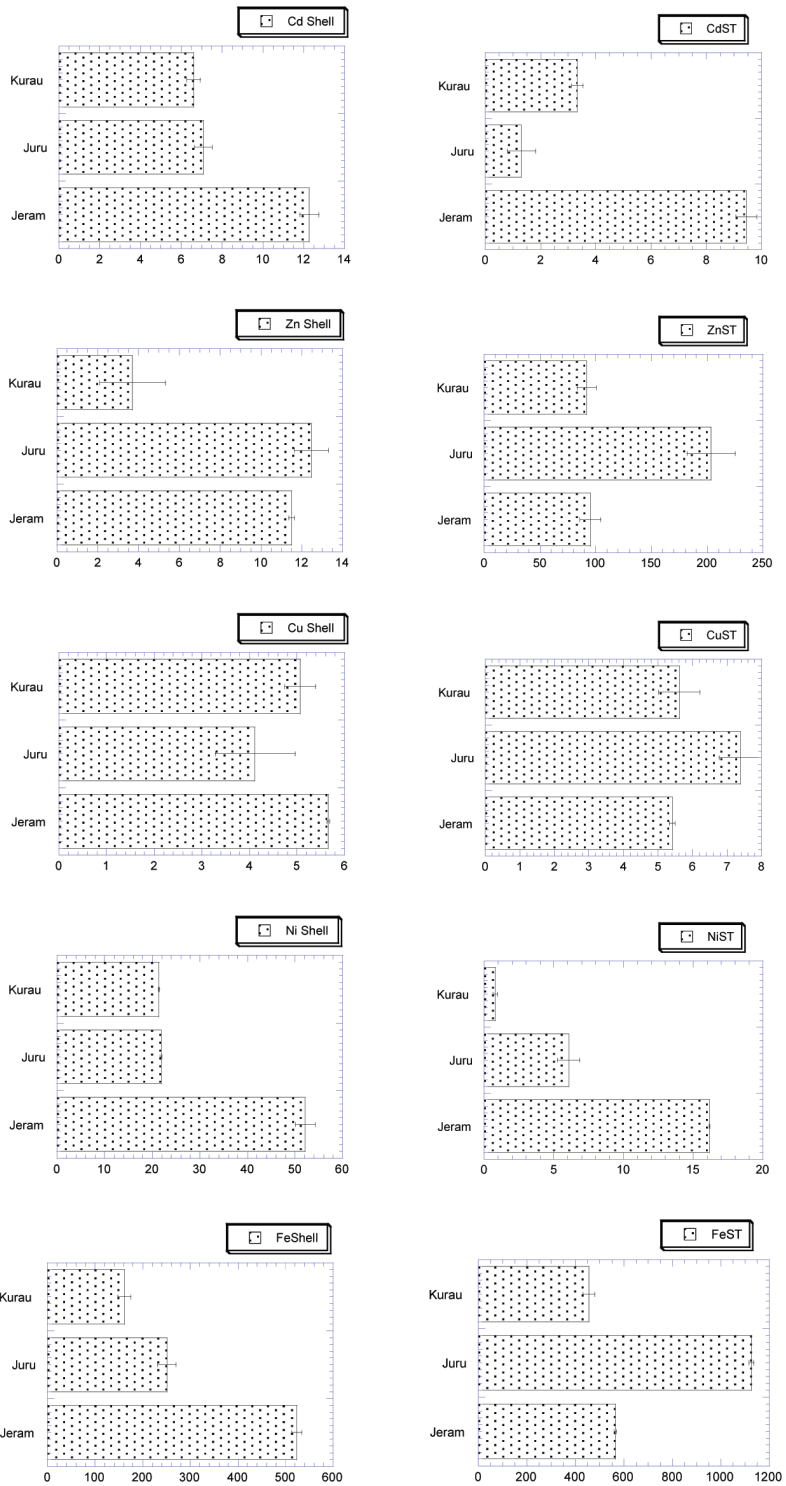 Cd Shell
Kurau
Juru
Jeram
0 2 4 6 8 10 12 14
CdST
Kurau
Juru
Jeram
0 2 4 6 8 10
Zn Shell
Kurau
Juru
Jeram
0 2 4 6 8 10 12 14
ZnST
Kurau
Juru
Jeram
0 50 100 150 200 250
Cu Shell
Kurau
Juru
Jeram
0 1 2 3 4 5 6
CuST
Kurau
Juru
Jeram
0 1 2 3 4 5 6 7 8
Ni Shell
Kurau
Juru
Jeram
0 10 20 30 40 50 60
NiST
Kurau
Juru
Jeram
0 5 10 15 20
FeShell
Kurau
Juru
Jeram
0 100 200 300 400 500 600
FeST
Kurau
Juru
Jeram
0 200 400 600 800 1000 1200